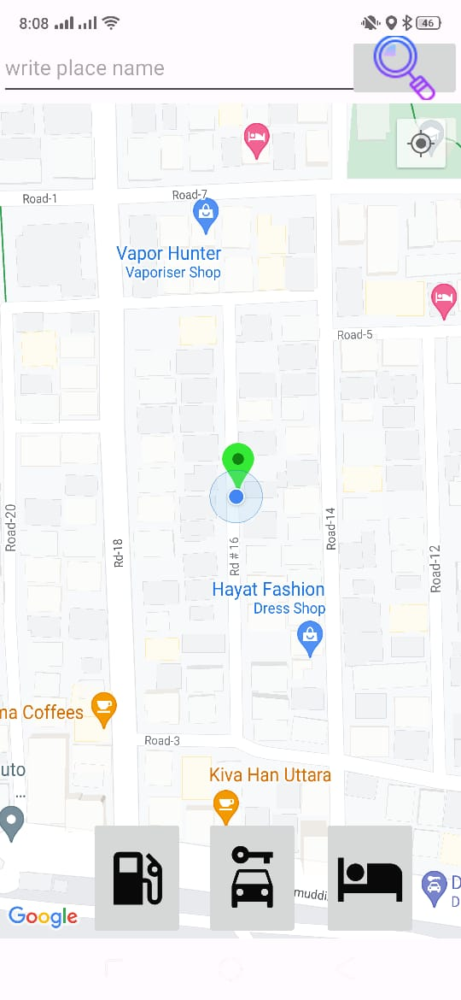 8:08
46
write place name
Road-1
Road-7
Vapor Hunter
Vaporiser Shop
Road-5
Road-20
Rd-18
Rd # 16
Road-14
Road-12
Hayat Fashion
Dress Shop
na Coffees
Road-3
uto
...
Kiva Han Uttara
muddi
D
D
Google